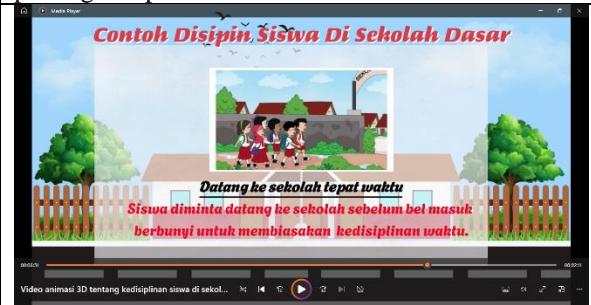 Media Player
Contoh Disipin Siswa Di Sekolah Dasar
Datang ke sekolah tepat waktu
Siswa diminta datang ke sekolah sebelum bel masuk
berbunyi untuk membiasakan kedisiplinan waktu.
Video animasi 3D tentang kedisiplinan siswa di sekol...